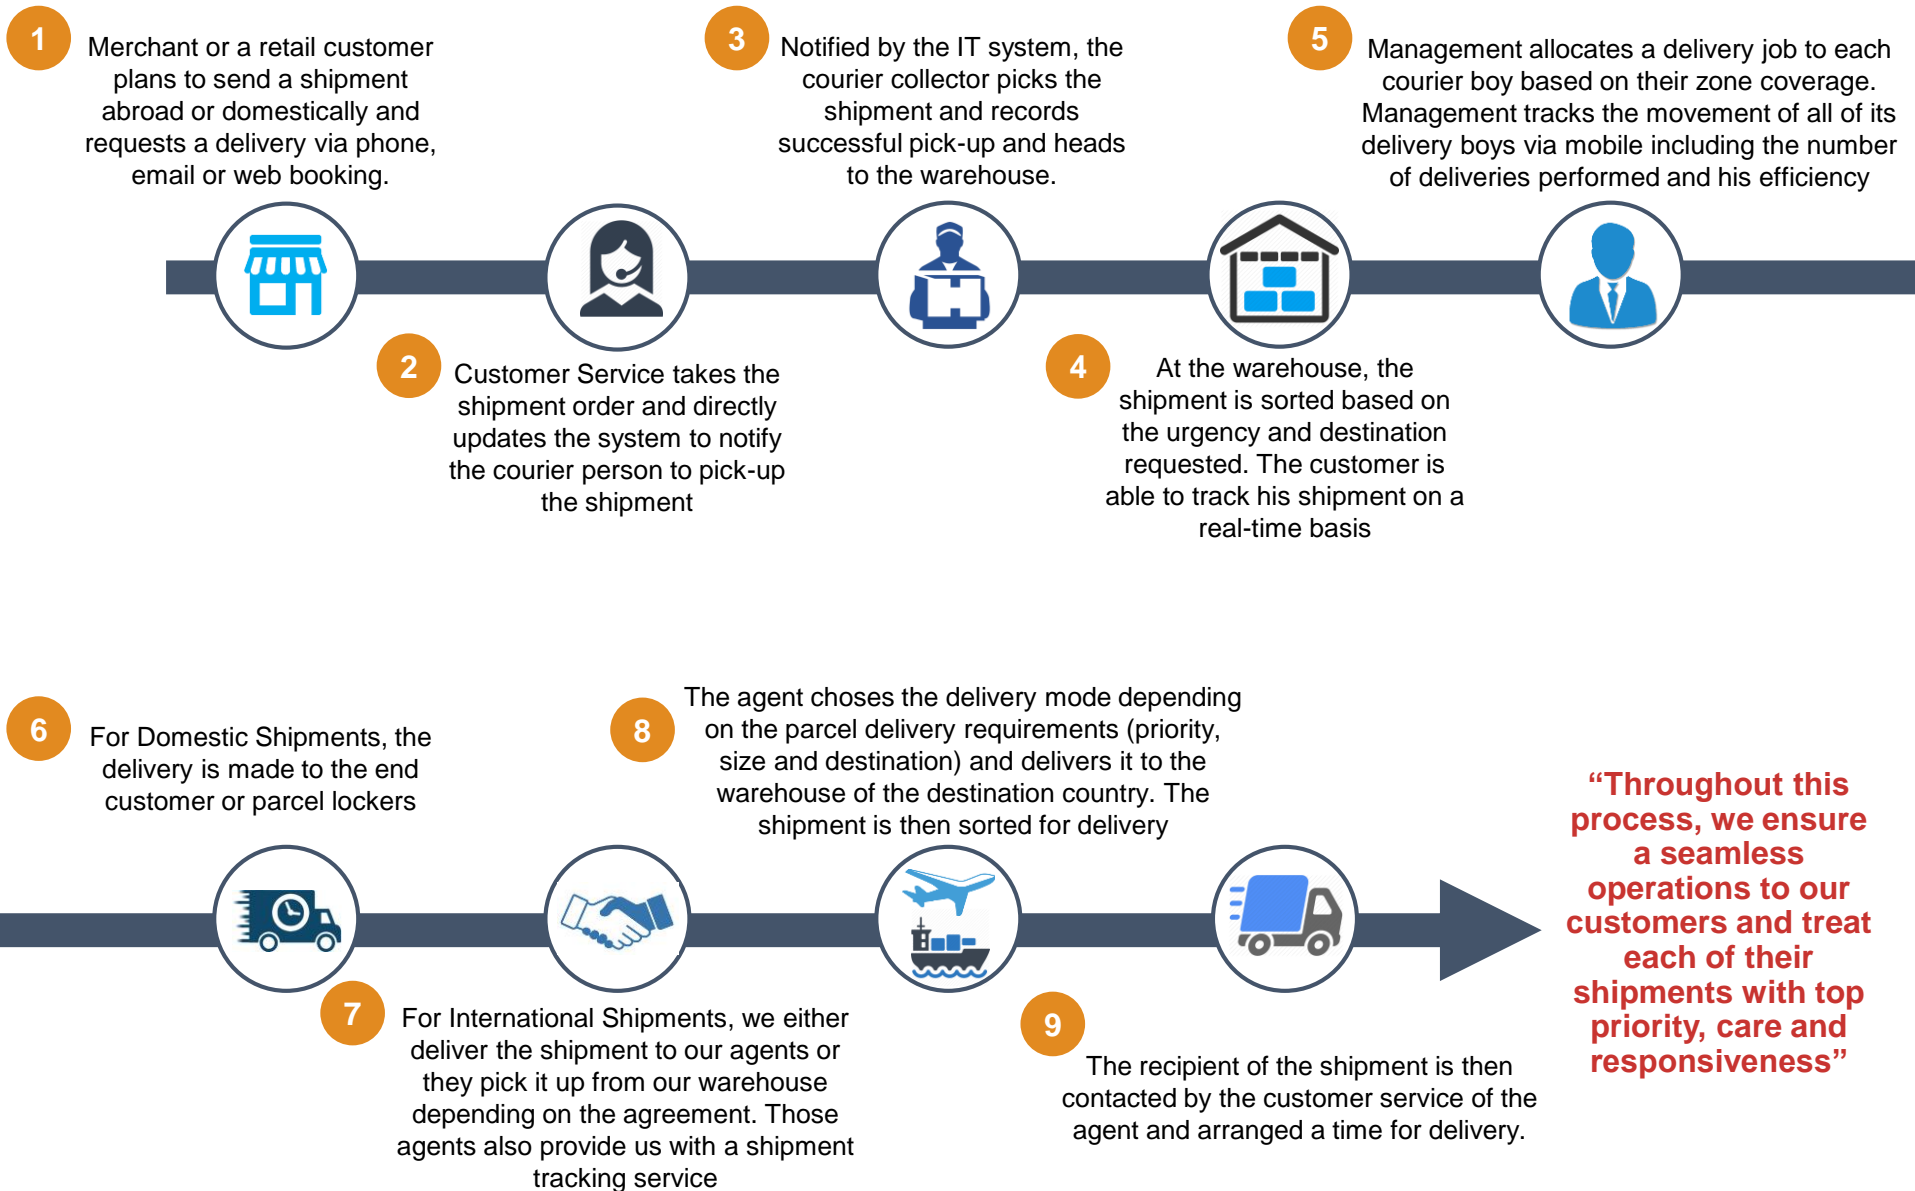 1
Merchant or a retail customer
plans to send a shipment
abroad or domestically and
requests a delivery via phone,
email or web booking.
2
Customer Service takes the
shipment order and directly
updates the system to notify
the courier person to pick-up
the shipment
3
Notified by the IT system, the
courier collector picks the
shipment and records
successful pick-up and heads
to the warehouse.
4
At the warehouse, the
shipment is sorted based on
the urgency and destination
requested. The customer is
able to track his shipment on a
real-time basis
5
Management allocates a delivery job to each
courier boy based on their zone coverage.
Management tracks the movement of all of its
delivery boys via mobile including the number
of deliveries performed and his efficiency
6
For Domestic Shipments, the
delivery is made to the end
customer or parcel lockers
7
For International Shipments, we either
deliver the shipment to our agents or
they pick it up from our warehouse
depending on the agreement. Those
agents also provide us with a shipment
tracking service
8
The agent choses the delivery mode depending
on the parcel delivery requirements (priority,
size and destination) and delivers it to the
warehouse of the destination country. The
shipment is then sorted for delivery
9
The recipient of the shipment is then
contacted by the customer service of the
agent and arranged a time for delivery.
“Throughout this
process, we ensure
a seamless
operations to our
customers and treat
each of their
shipments with top
priority, care and
responsiveness”